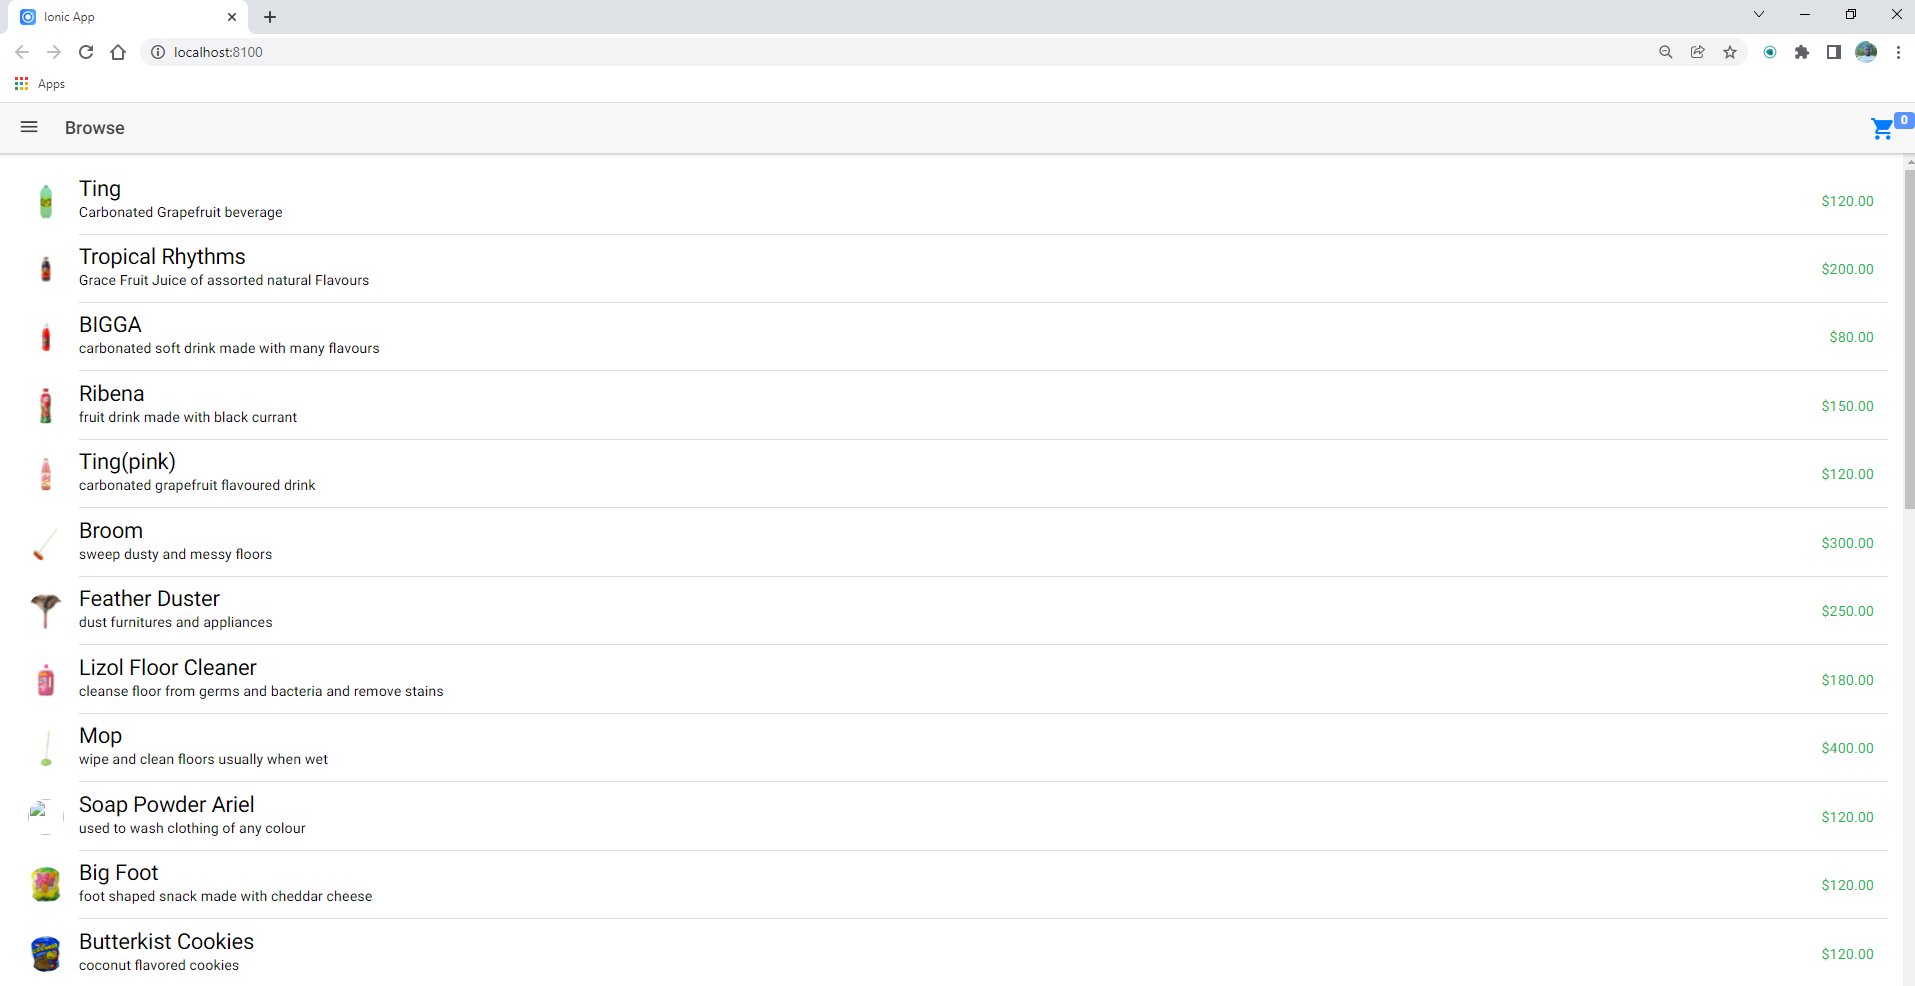 Ionic App
localhost:8100
Apps
Browse
0
Ting
Carbonated Grapefruit beverage
$120.00
Tropical Rhythms
Grace Fruit Juice of assorted natural Flavours
$200.00
BIGGA
carbonated soft drink made with many flavours
$80.00
Ribena
fruit drink made with black currant
$150.00
Ting(pink)
carbonated grapefruit flavoured drink
$120.00
Broom
sweep dusty and messy floors
$300.00
Feather Duster
dust furnitures and appliances
$250.00
Lizol Floor Cleaner
cleanse floor from germs and bacteria and remove stains
$180.00
Mop
wipe and clean floors usually when wet
$400.00
Soap Powder Ariel
used to wash clothing of any colour
$120.00
Big Foot
foot shaped snack made with cheddar cheese
$120.00
Butterkist Cookies
coconut flavored cookies
$120.00